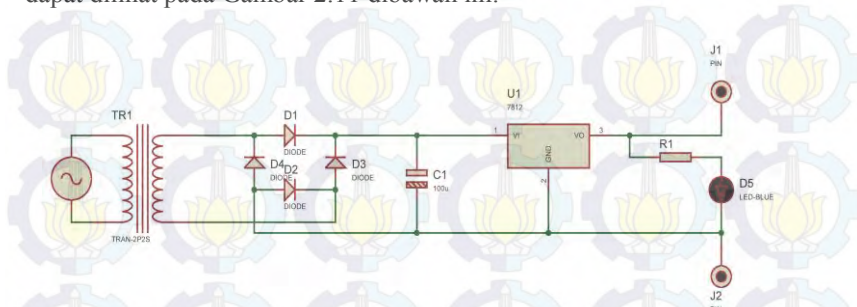 dapat dilihat pada Gambar 2.11 dibawah ini.
J1
PIN
U1
7812
TR1
D1
DIODE
1
VI
VO
3
GND
2
R1
D4
DIODE
D2
DIODE
D3
DIODE
C1
100u
D5
LED-BLUE
TRAN-2P2S
J2